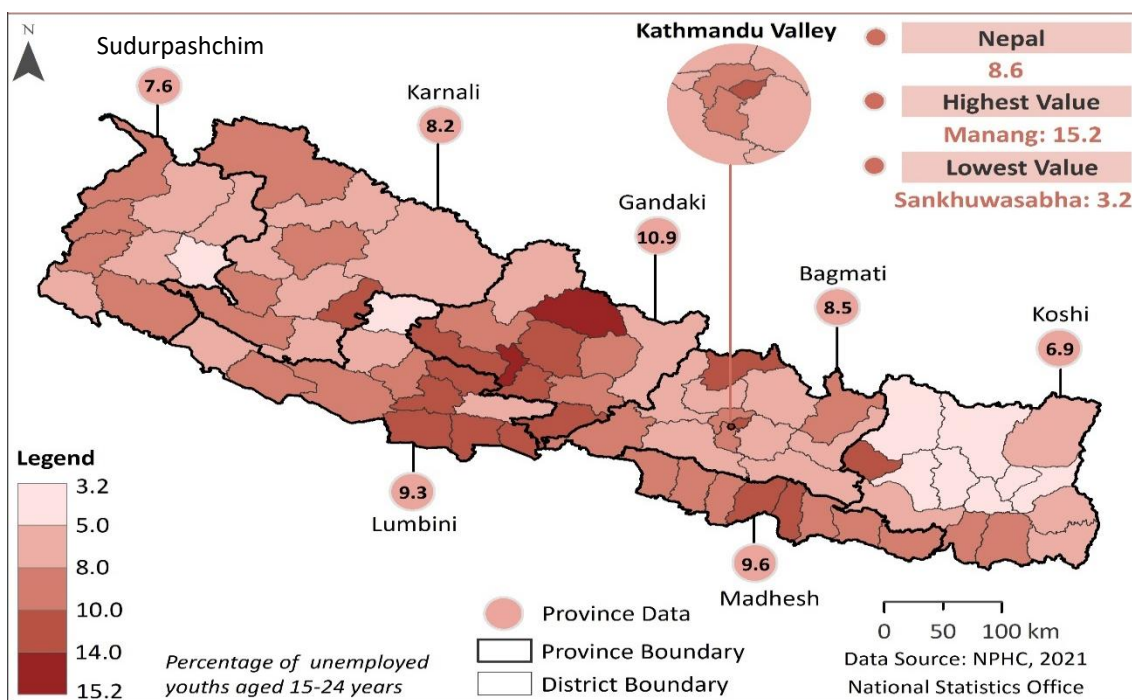 N
Sudurpashchim
7.6
Karnali
8.2
Gandaki
10.9
Kathmandu Valley
Nepal
8.6
Highest Value
Manang: 15.2
Lowest Value
Sankhuwasabha: 3.2
Bagmati
8.5
Koshi
6.9
9.3
Lumbini
9.6
Madhesh
Legend
3.2
5.0
8.0
10.0
14.0
15.2
Percentage of unemployed
youths aged 15-24 years
Province Data
Province Boundary
District Boundary
0 50 100 km
Data Source: NPHC, 2021
National Statistics Office